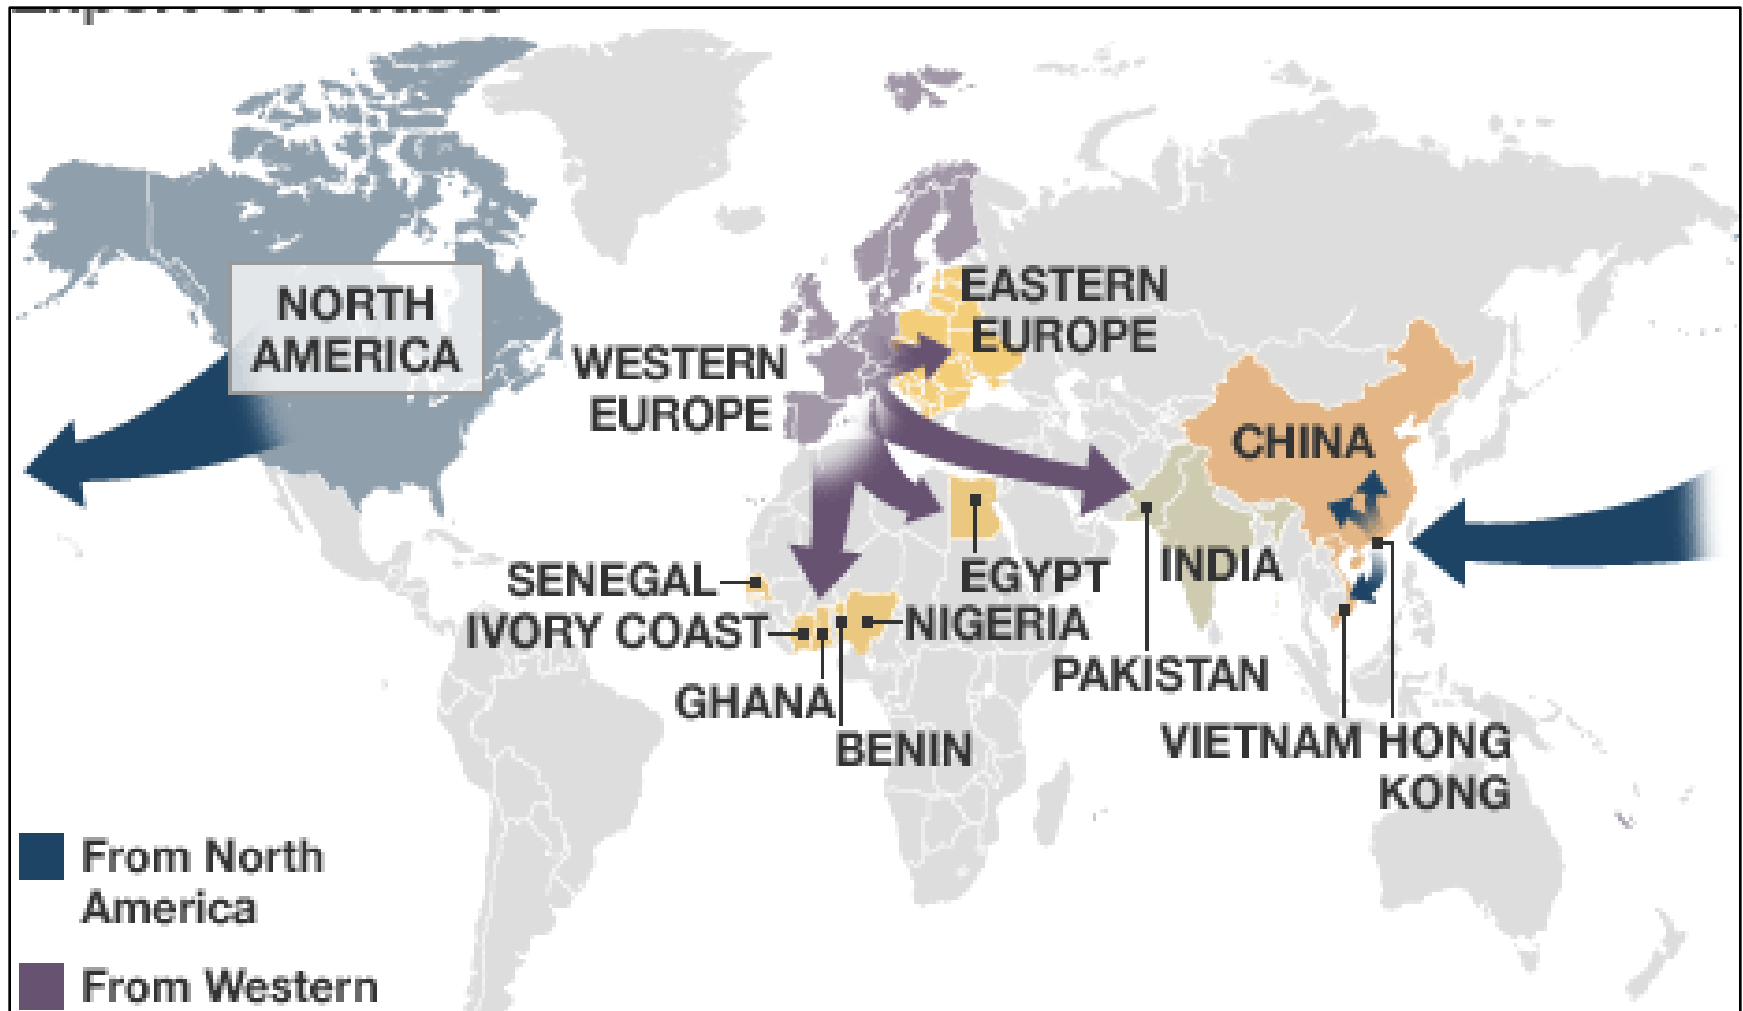 NORTH
AMERICA
WESTERN
EUROPE
EASTERN
EUROPE
CHINA
SENEGAL
EGYPT
INDIA
IVORY COAST
NIGERIA
GHANA
PAKISTAN
BENIN
VIETNAM
HONG
KONG
From North
America
From Western